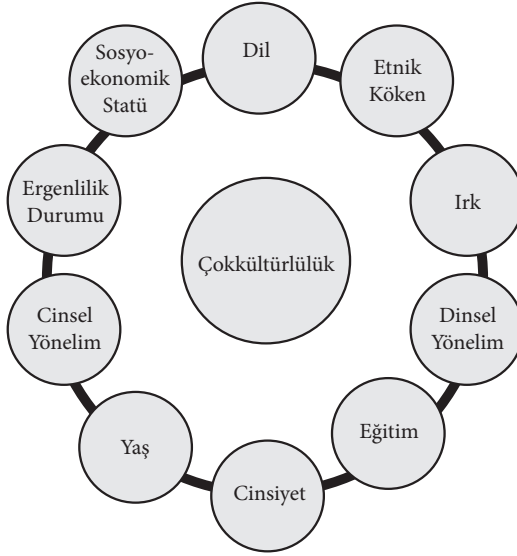 Dil
Etnik
Köken
Irk
Dinsel
Yönelim
Eğitim
Cinsiyet
Yaş
Cinsel
Yönelim
Ergenlilik
Durumu
Sosyo-
ekonomik
Statü
Çokkültürlülük